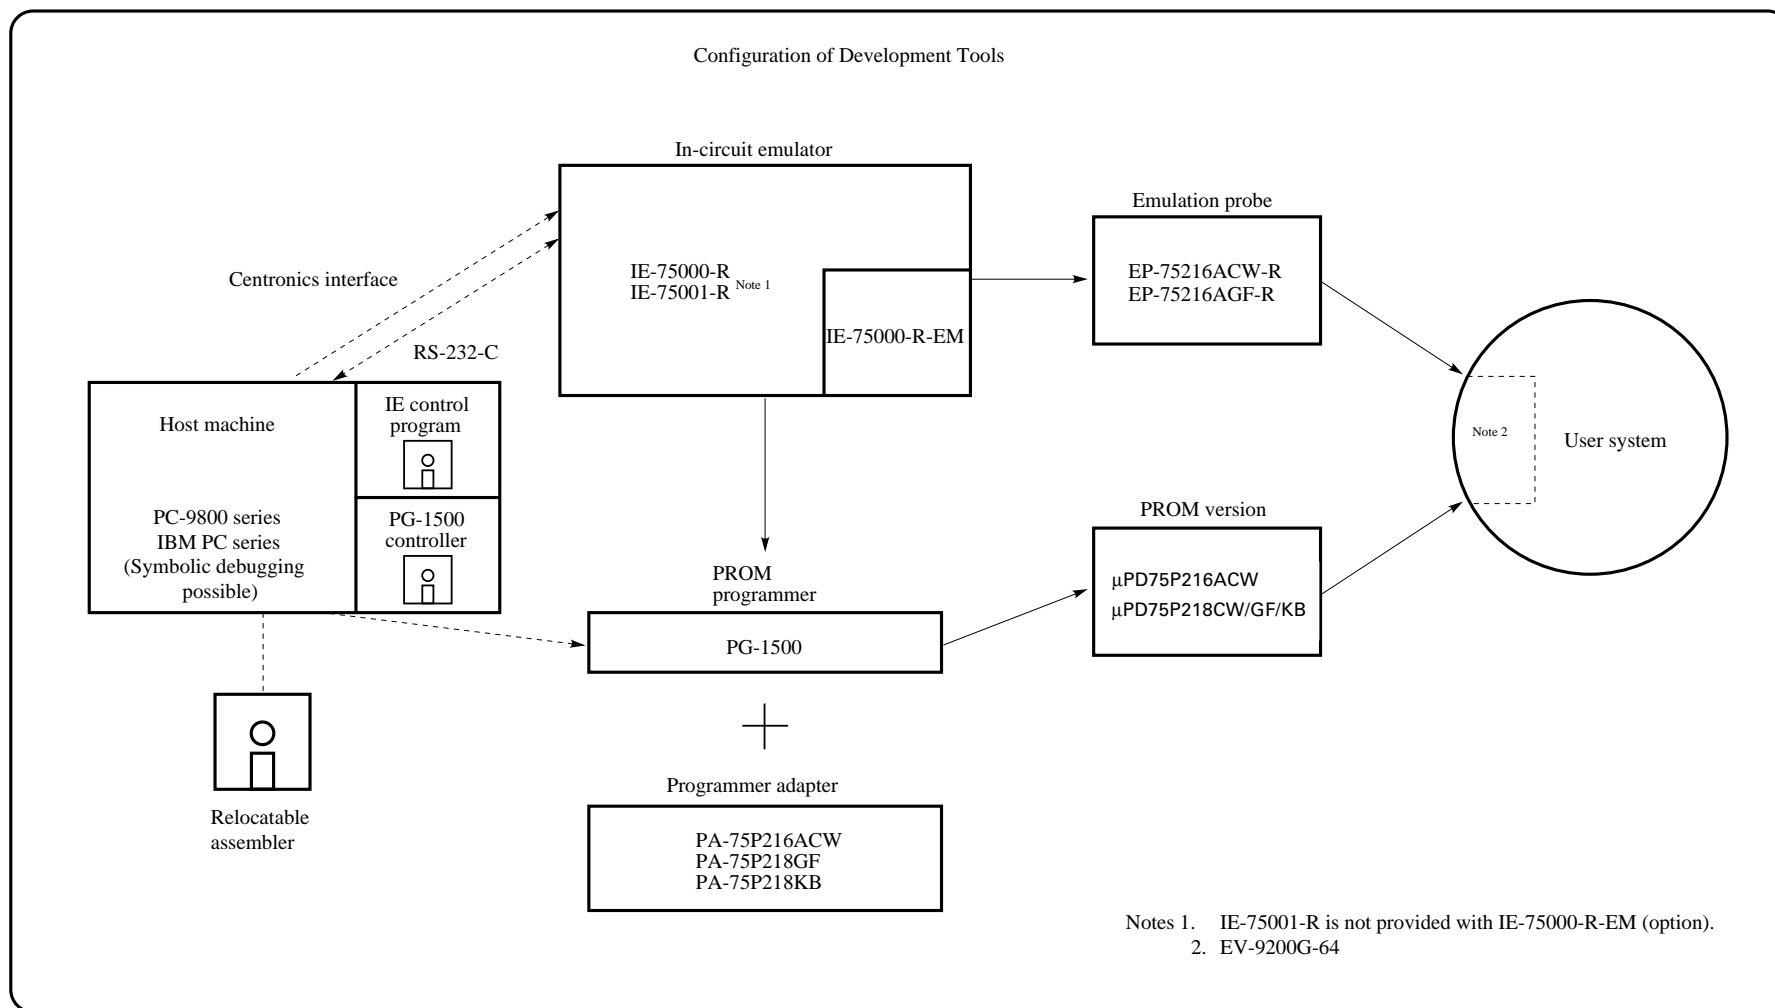 Configuration of Development Tools
In-circuit emulator
IE-75000-R
IE-75001-R Note 1
IE-75000-R-EM
Emulation probe
EP-75216ACW-R
EP-75216AGF-R
Centronics interface
RS-232-C
Host machine
PC-9800 series
IBM PC series
(Symbolic debugging
possible)
IE control
program
PG-1500
controller
Note 2
User system
PROM version
µPD75P216ACW
µPD75P218CW/GF/KB
PROM
programmer
PG-1500
Relocatable
assembler
Programmer adapter
PA-75P216ACW
PA-75P218GF
PA-75P218KB
Notes 1. IE-75001-R is not provided with IE-75000-R-EM (option).
2. EV-9200G-64